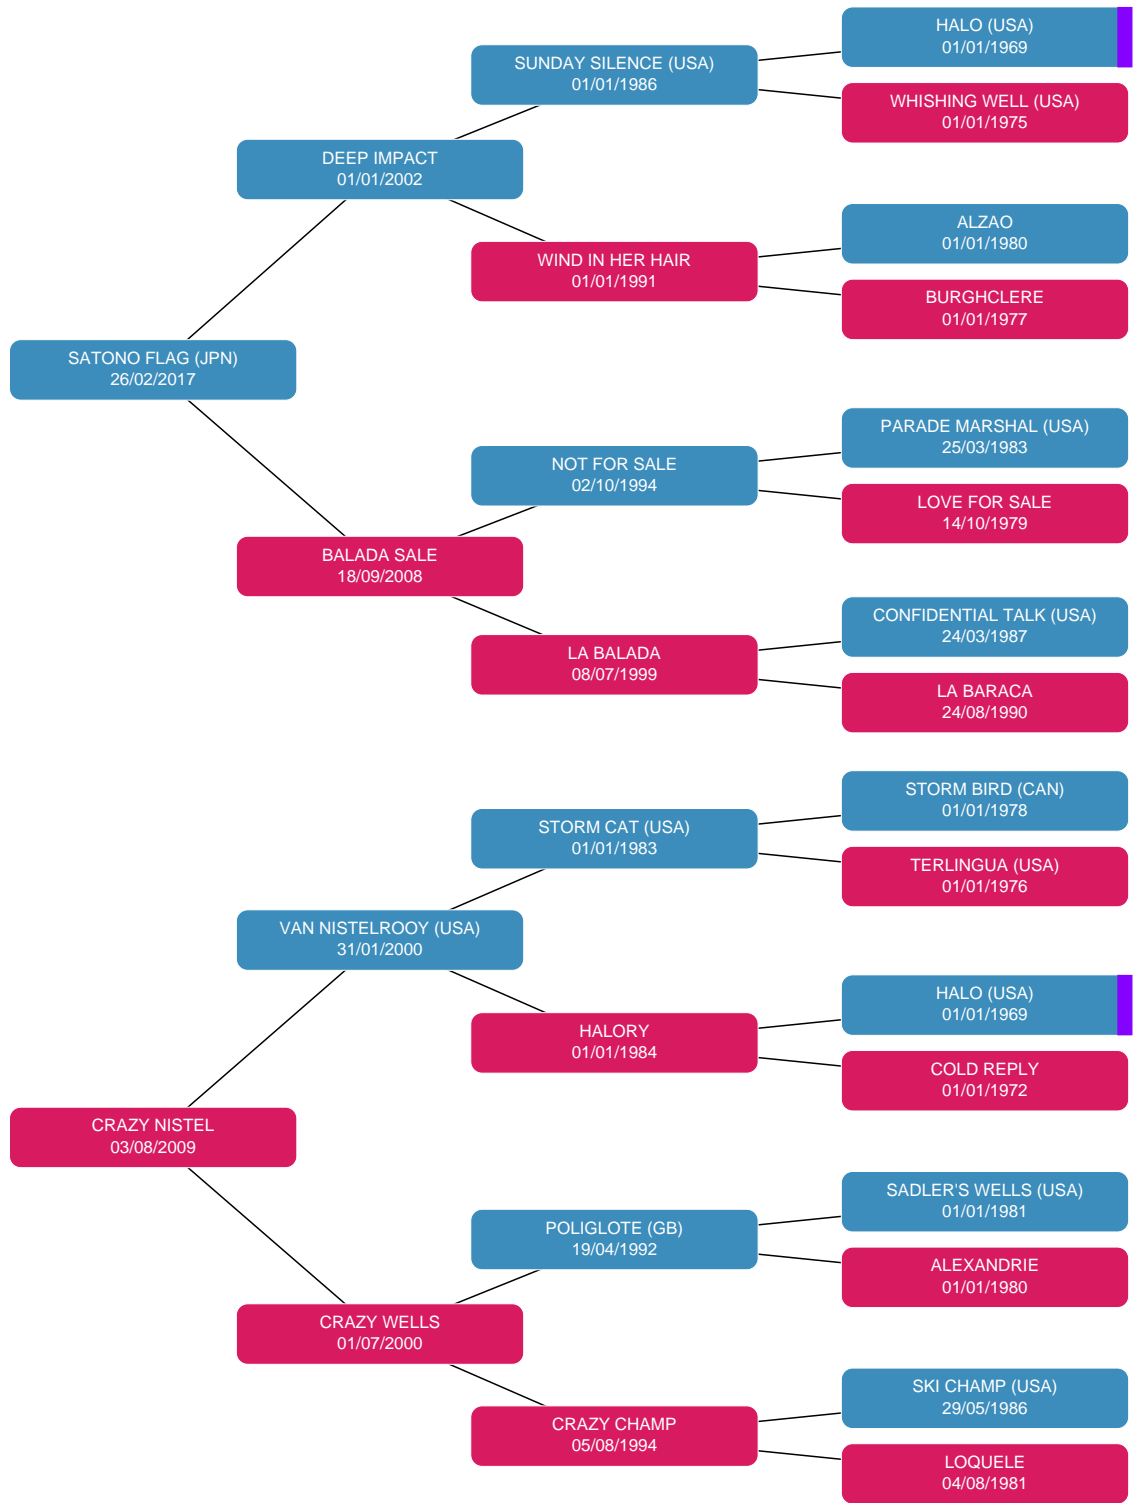 HALO (USA)
01/01/1969
SUNDAY SILENCE (USA)
01/01/1986
WHISHING WELL (USA)
01/01/1975
DEEP IMPACT
01/01/2002
ALZAO
01/01/1980
WIND IN HER HAIR
01/01/1991
BURGHCLERE
01/01/1977
SATONO FLAG (JPN)
26/02/2017
PARADE MARSHAL (USA)
25/03/1983
NOT FOR SALE
02/10/1994
LOVE FOR SALE
14/10/1979
BALADA SALE
18/09/2008
CONFIDENTIAL TALK (USA)
24/03/1987
LA BALADA
08/07/1999
LA BARACA
24/08/1990
STORM BIRD (CAN)
01/01/1978
STORM CAT (USA)
01/01/1983
TERLINGUA (USA)
01/01/1976
VAN NISTELROOY (USA)
31/01/2000
HALO (USA)
01/01/1969
HALORY
01/01/1984
COLD REPLY
01/01/1972
CRAZY NISTEL
03/08/2009
SADLER'S WELLS (USA)
01/01/1981
POLIGLOTE (GB)
19/04/1992
ALEXANDRIE
01/01/1980
CRAZY WELLS
01/07/2000
SKI CHAMP (USA)
29/05/1986
CRAZY CHAMP
05/08/1994
LOQUELE
04/08/1981